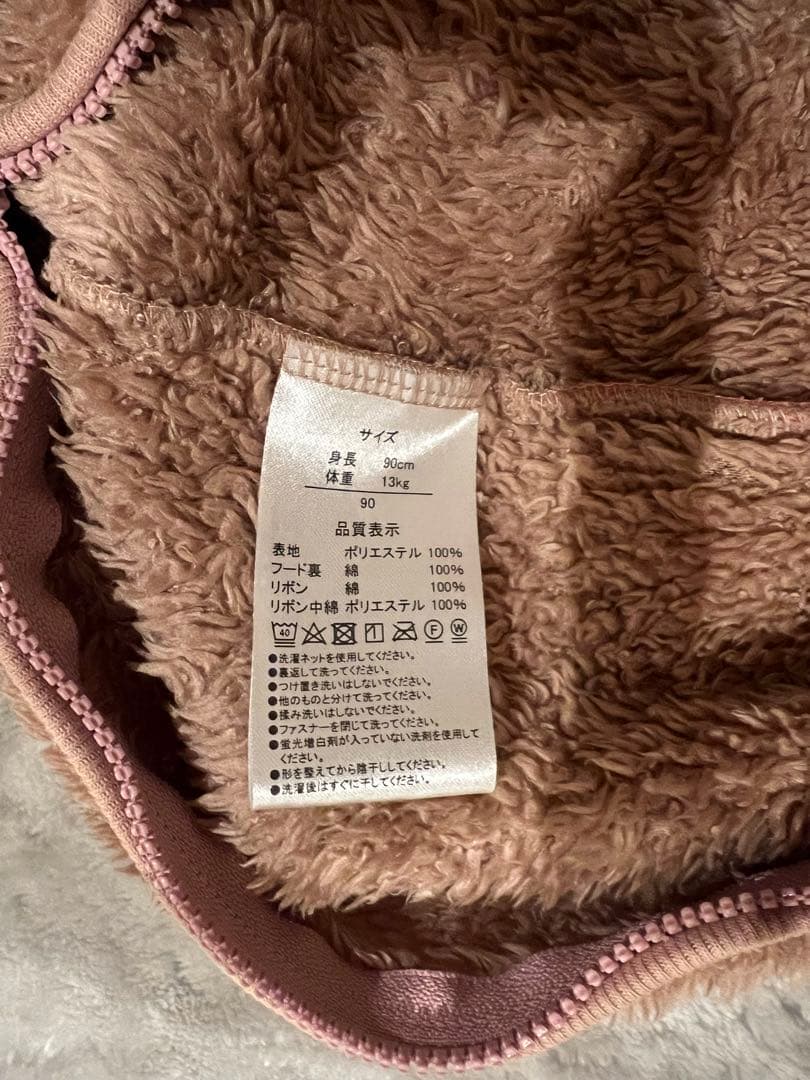 サイズ
身長 90cm
体重 13kg
90
品質表示
表地 ポリエステル 100%
フード裏 綿 100%
リボン 綿 100%
リボン中綿 ポリエステル 100%
40 F W
●洗濯ネットを使用してください。
●裏返して洗ってください。
●つけ置き洗いはしないでください。
●他のものと分けて洗ってください。
●揉み洗いはしないでください。
●ファスナーを閉じて洗ってください。
●蛍光増白剤が入っていない洗剤を使用して
ください。
●形を整えてから陰干ししてください。
●洗濯後はすぐに干してください。